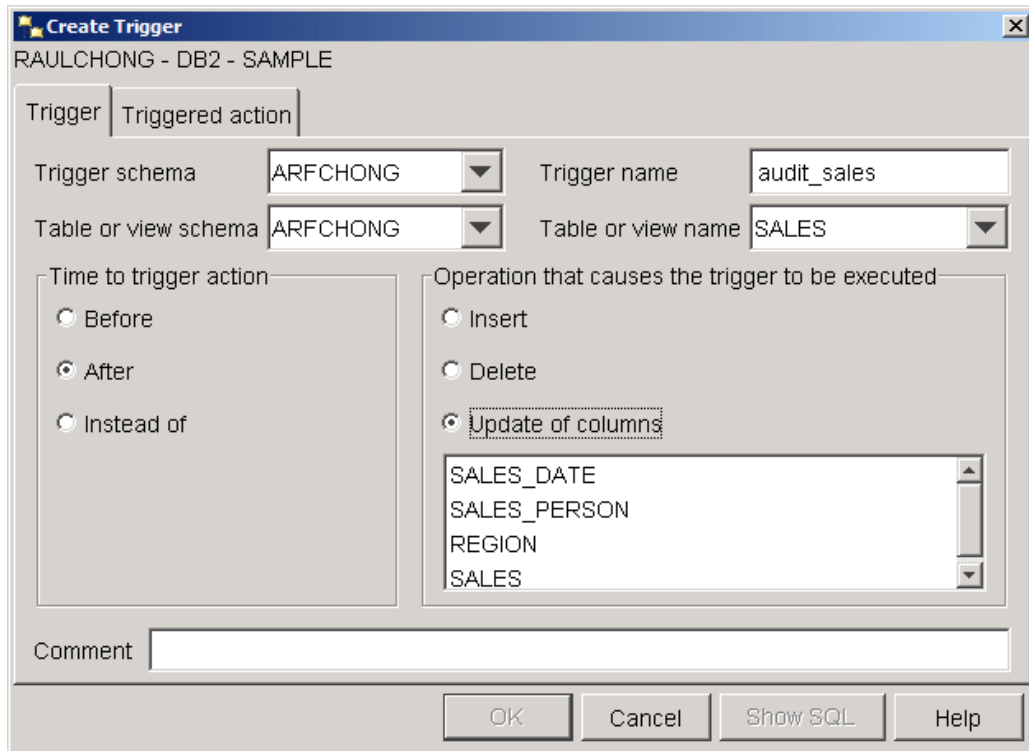 Create Trigger
RAULCHONG - DB2 - SAMPLE
Trigger Triggered action
Trigger schema ARFCHONG Trigger name audit_sales
Table or view schema ARFCHONG Table or view name SALES
Time to trigger action Operation that causes the trigger to be executed
Before Insert
After Delete
Instead of Update of columns
SALES_DATE
SALES_PERSON
REGION
SALES
Comment
OK Cancel Show SQL Help